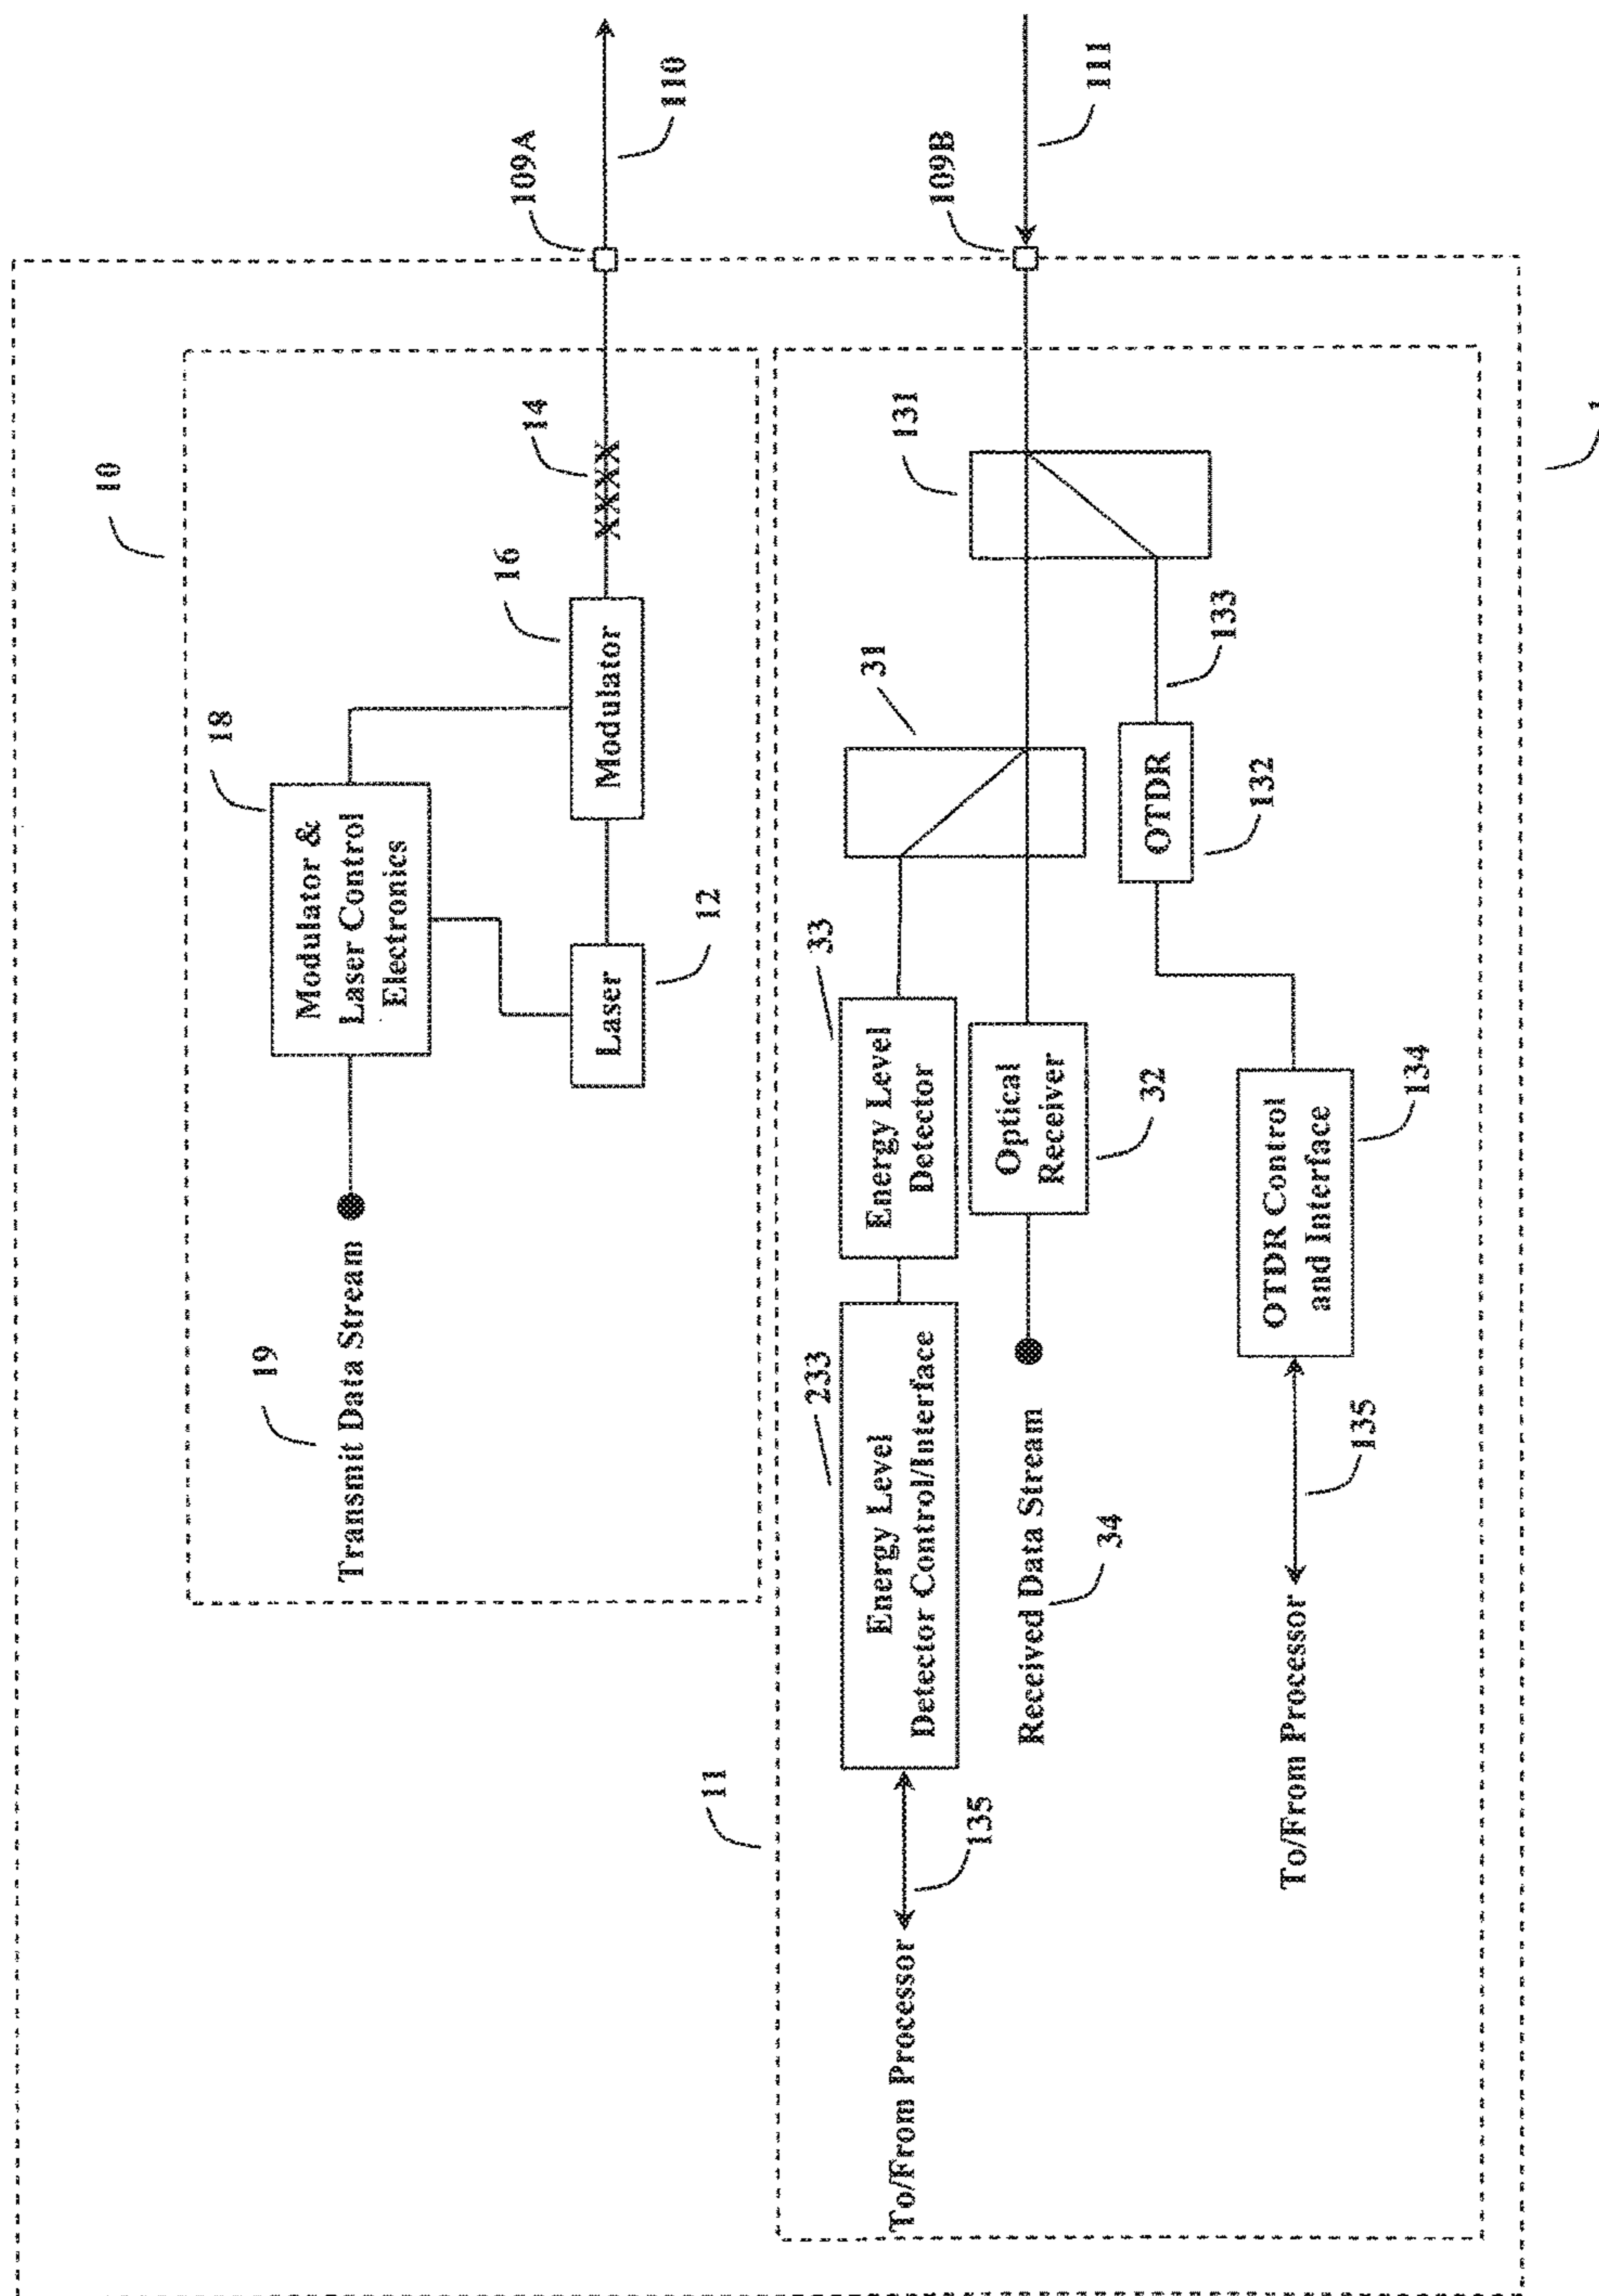 10
18
Modulator &
Laser Control
Electronics
19
Transmit Data Stream
16
Modulator
14
12
Laser
109A
110
11
233
Energy Level
Detector Control/Interface
33
Energy Level
Detector
31
131
109B
111
To/From Processor
135
Received Data Stream
34
Optical
Receiver
32
133
OTDR
132
OTDR Control
and Interface
134
135
To/From Processor
XXXX